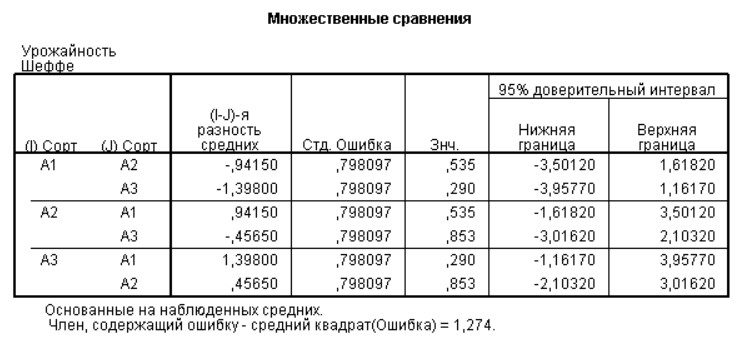 Множественные сравнения
Урожайность
Шеффе
95% доверительный интервал
(I) Сорт (J) Сорт (I-J)-я разность средних Стд. Ошибка Знч. Нижняя граница Верхняя граница
A1 A2 -,94150 ,798097 ,535 -3,50120 1,61820
A3 -1,39800 ,798097 ,290 -3,95770 1,16170
A2 A1 ,94150 ,798097 ,535 -1,61820 3,50120
A3 -,45650 ,798097 ,853 -3,01620 2,10320
A3 A1 1,39800 ,798097 ,290 -1,16170 3,95770
A2 ,45650 ,798097 ,853 -2,10320 3,01620
Основанные на наблюденных средних.
Член, содержащий ошибку - средний квадрат(Ошибка) = 1,274.